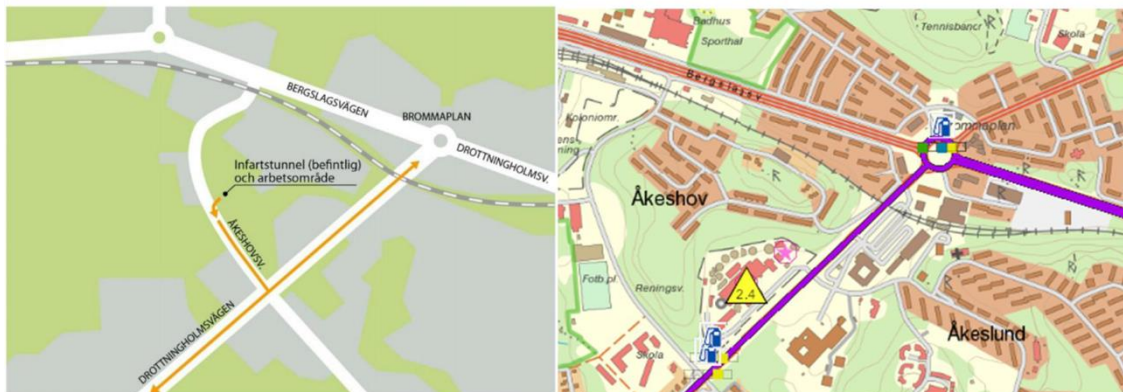 BERGSLAGSVÄGEN
BROMMAPLAN
DROTTNINGHOLMSV.
Infartstunnel (befintlig)
och arbetsområde
ÅKESHOVSV.
DROTTNINGHOLMSVÄGEN
Badhus
Sporthal
Tennisbanor
Skola
Bergslagsv.
Koloniomr.
Åkeshov
Fotb.pl.
Reningsv.
2.4
Skola
Åkeslund